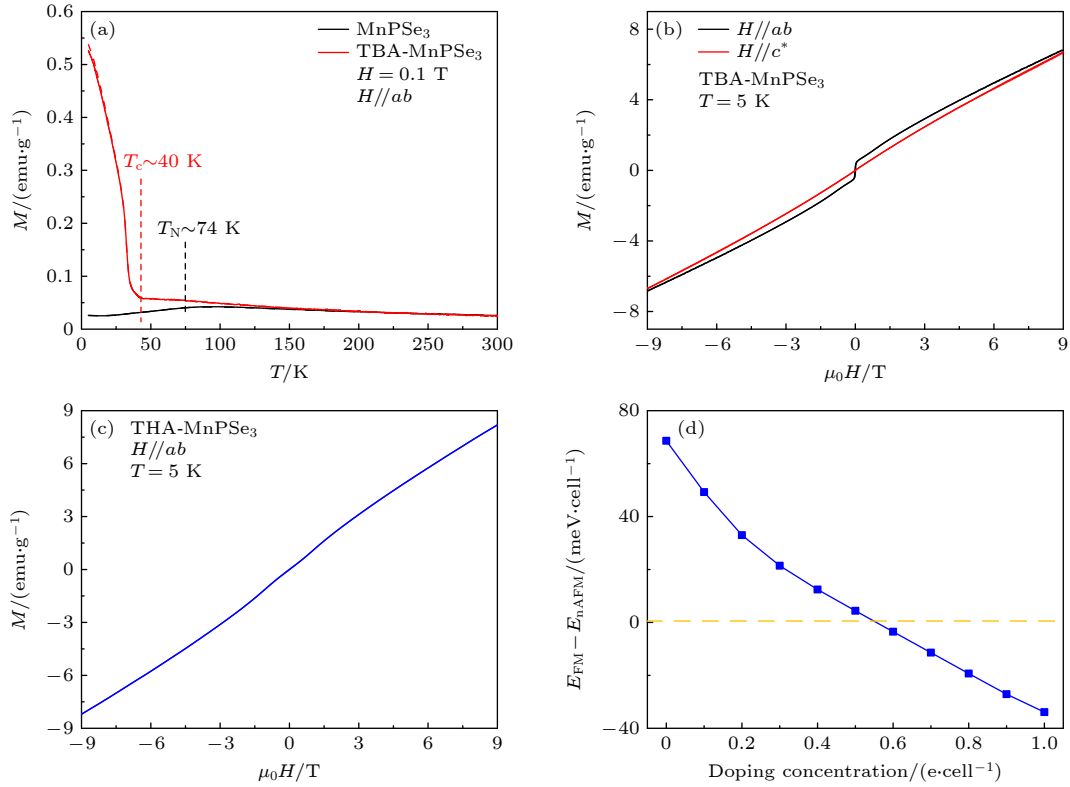 (a)
MnPSe₃
TBA-MnPSe₃
H = 0.1 T
H//ab
T_c~40 K
T_N~74 K
0.6
0.5
0.4
0.3
0.2
0.1
0
M/(emu·g⁻¹)
0 50 100 150 200 250 300
T/K
(b)
H//ab
H//c*
TBA-MnPSe₃
T = 5 K
8
4
0
−4
−8
M/(emu·g⁻¹)
−9 −6 −3 0 3 6 9
μ₀H/T
(c)
THA-MnPSe₃
H//ab
T = 5 K
9
6
3
0
−3
−6
−9
M/(emu·g⁻¹)
−9 −6 −3 0 3 6 9
μ₀H/T
(d)
80
40
0
−40
E_FM − E_nAFM/(meV·cell⁻¹)
0 0.2 0.4 0.6 0.8 1.0
Doping concentration/(e·cell⁻¹)